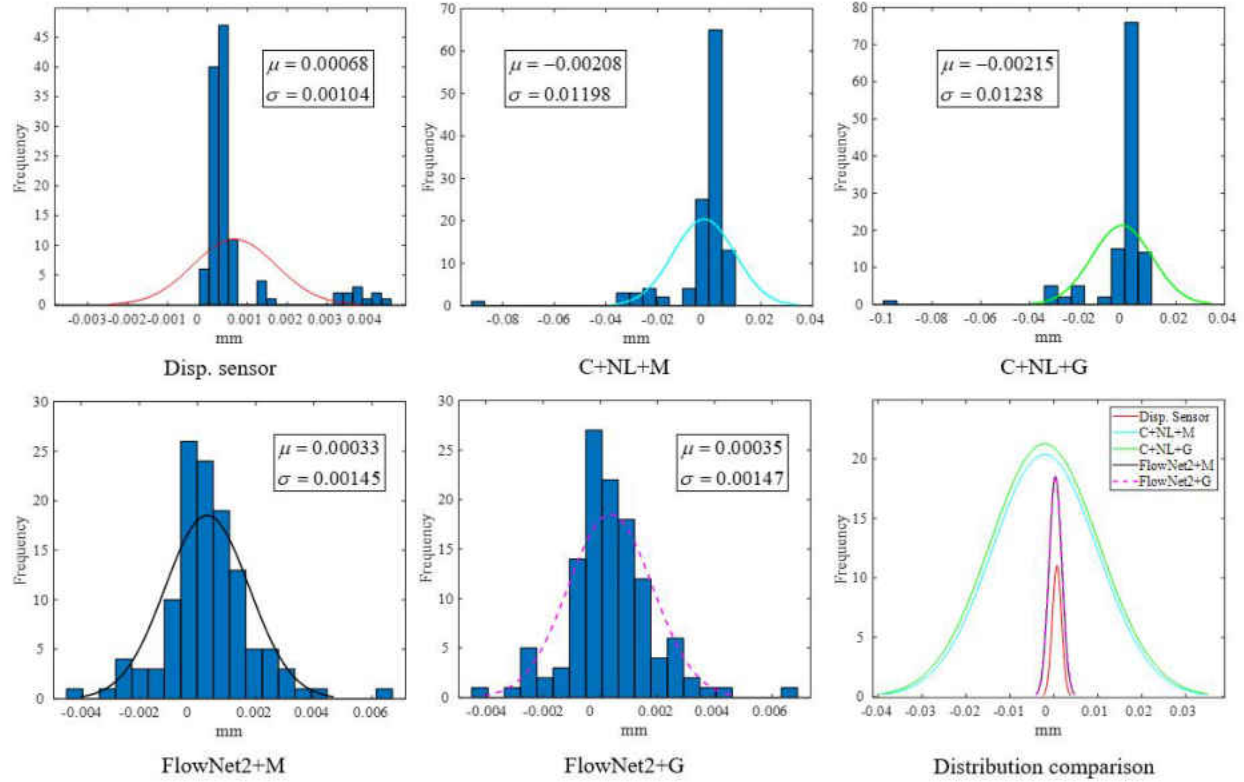 45
40
35
30
25
20
15
10
5
0
Frequency
μ = 0.00068
σ = 0.00104
-0.003 -0.002 -0.001 0 0.001 0.002 0.003 0.004
mm
Disp. sensor
70
60
50
40
30
20
10
0
Frequency
μ = −0.00208
σ = 0.01198
-0.08 -0.04 -0.02 0 0.02 0.04
mm
C+NL+M
80
70
60
50
40
30
20
10
0
Frequency
μ = −0.00215
σ = 0.01238
-0.1 -0.04 -0.02 0 0.02 0.04
mm
C+NL+G
30
25
20
15
10
5
0
Frequency
μ = 0.00033
σ = 0.00145
-0.004 -0.002 0 0.002 0.004 0.006
mm
FlowNet2+M
30
25
20
15
10
5
0
Frequency
μ = 0.00035
σ = 0.00147
-0.004 -0.002 0 0.002 0.004 0.006
mm
FlowNet2+G
20
15
10
5
0
Frequency
Disp. Sensor
C+NL+M
C+NL+G
FlowNet2+M
FlowNet2+G
-0.04 -0.03 -0.02 -0.01 0 0.01 0.02 0.03
mm
Distribution comparison